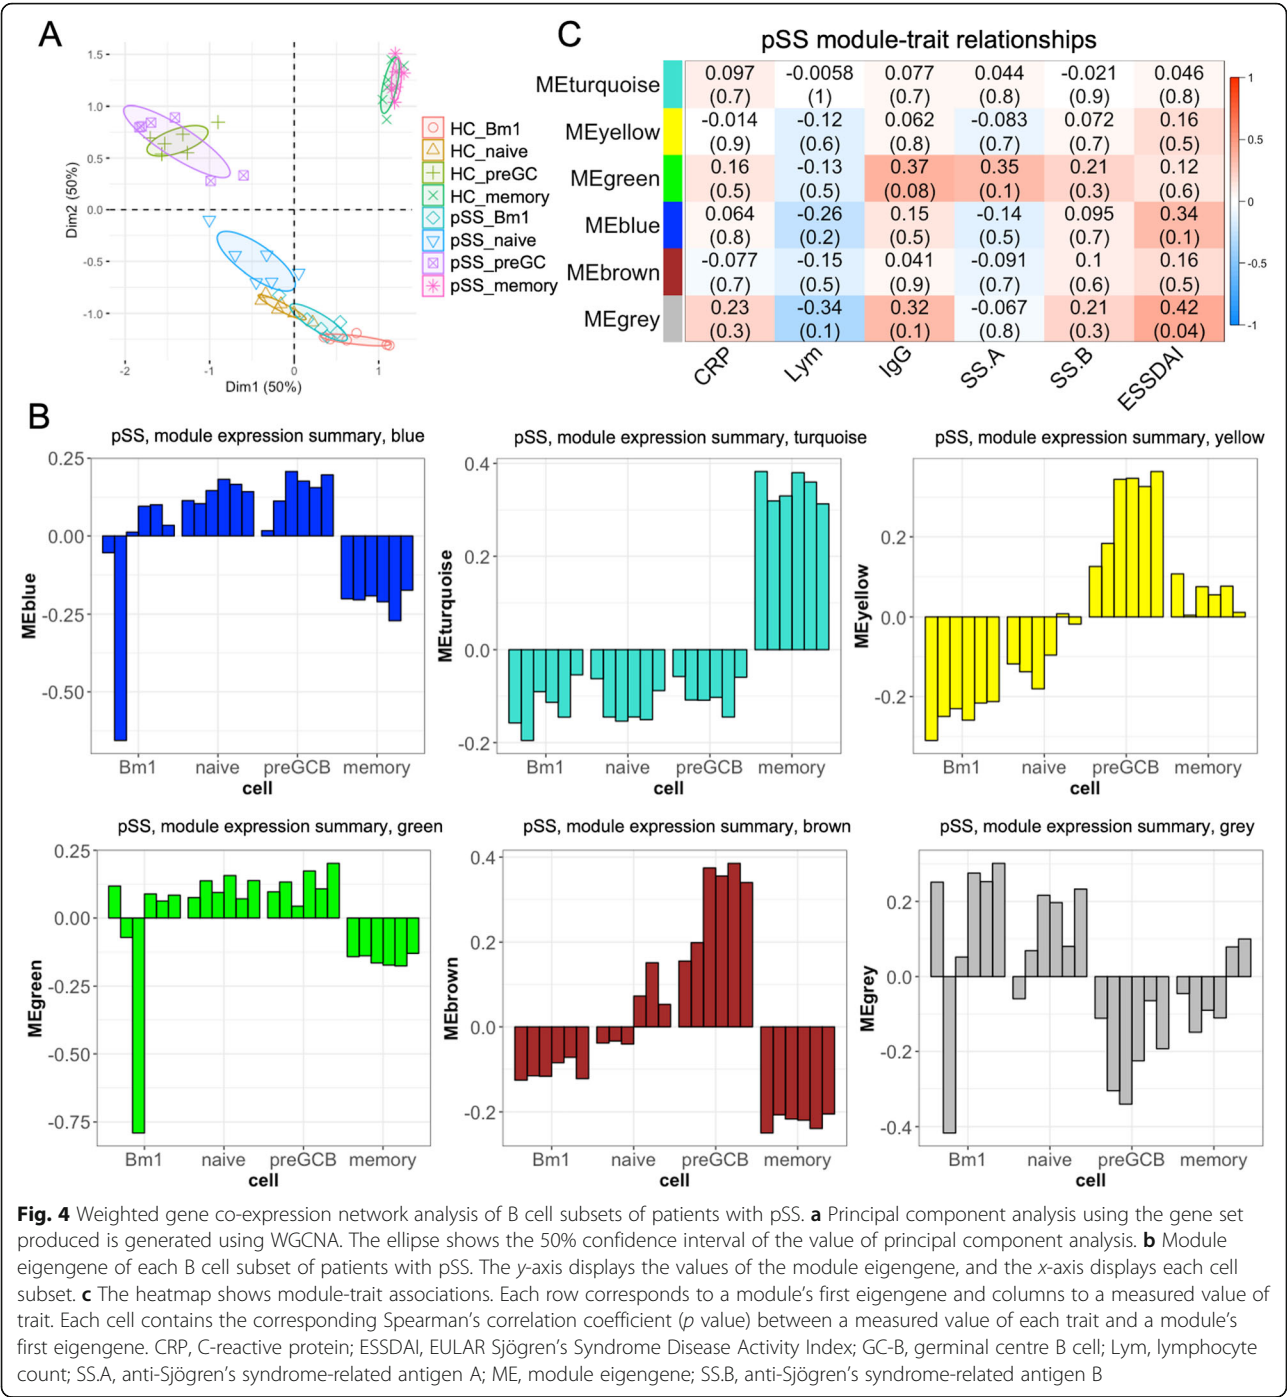 A
1.5
1.0
0.5
0.0
-0.5
-1.0
-2
-1
0
1
Dim2 (50%)
Dim1 (50%)
HC_Bm1
HC_naive
HC_preGC
HC_memory
pSS_Bm1
pSS_naive
pSS_preGC
pSS_memory
C
pSS module-trait relationships
MEturquoise 0.097 -0.0058 0.077 0.044 -0.021 0.046
(0.7) (1) (0.7) (0.8) (0.9) (0.8)
MEyellow -0.014 -0.12 0.062 -0.083 0.072 0.16
(0.9) (0.6) (0.8) (0.7) (0.7) (0.5)
MEgreen 0.16 -0.13 0.37 0.35 0.21 0.12
(0.5) (0.5) (0.08) (0.1) (0.3) (0.6)
MEblue 0.064 -0.26 0.15 -0.14 0.095 0.34
(0.8) (0.2) (0.5) (0.5) (0.7) (0.1)
MEbrown -0.077 -0.15 0.041 -0.091 0.1 0.16
(0.7) (0.5) (0.9) (0.7) (0.6) (0.5)
MEgrey 0.23 -0.34 0.32 -0.067 0.21 0.42
(0.3) (0.1) (0.1) (0.8) (0.3) (0.04)
CRP Lym IgG SS.A SS.B ESSDAI
1
0.5
0
-0.5
-1
B
pSS, module expression summary, blue
0.25
0.00
-0.25
-0.50
MEblue
Bm1 naive preGCB memory
cell
pSS, module expression summary, turquoise
0.4
0.2
0.0
-0.2
MEturquoise
Bm1 naive preGCB memory
cell
pSS, module expression summary, yellow
0.2
0.0
-0.2
MEyellow
Bm1 naive preGCB memory
cell
pSS, module expression summary, green
0.25
0.00
-0.25
-0.50
-0.75
MEgreen
Bm1 naive preGCB memory
cell
pSS, module expression summary, brown
0.4
0.2
0.0
-0.2
MEbrown
Bm1 naive preGCB memory
cell
pSS, module expression summary, grey
0.2
0.0
-0.2
-0.4
MEgrey
Bm1 naive preGCB memory
cell
Fig. 4 Weighted gene co-expression network analysis of B cell subsets of patients with pSS. a Principal component analysis using the gene set
produced is generated using WGCNA. The ellipse shows the 50% confidence interval of the value of principal component analysis. b Module
eigengene of each B cell subset of patients with pSS. The y-axis displays the values of the module eigengene, and the x-axis displays each cell
subset. c The heatmap shows module-trait associations. Each row corresponds to a module's first eigengene and columns to a measured value of
trait. Each cell contains the corresponding Spearman's correlation coefficient (p value) between a measured value of each trait and a module's
first eigengene. CRP, C-reactive protein; ESSDAI, EULAR Sjögren's Syndrome Disease Activity Index; GC-B, germinal centre B cell; Lym, lymphocyte
count; SS.A, anti-Sjögren's syndrome-related antigen A; ME, module eigengene; SS.B, anti-Sjögren's syndrome-related antigen B